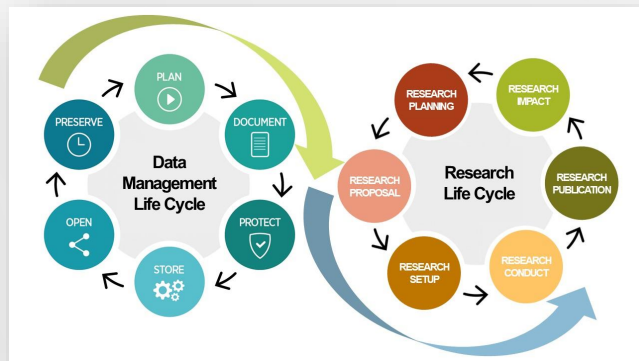 PLAN
DOCUMENT
PROTECT
STORE
OPEN
PRESERVE
Data
Management
Life Cycle
RESEARCH
PLANNING
RESEARCH
PROPOSAL
RESEARCH
SETUP
RESEARCH
CONDUCT
RESEARCH
PUBLICATION
RESEARCH
IMPACT
Research
Life Cycle